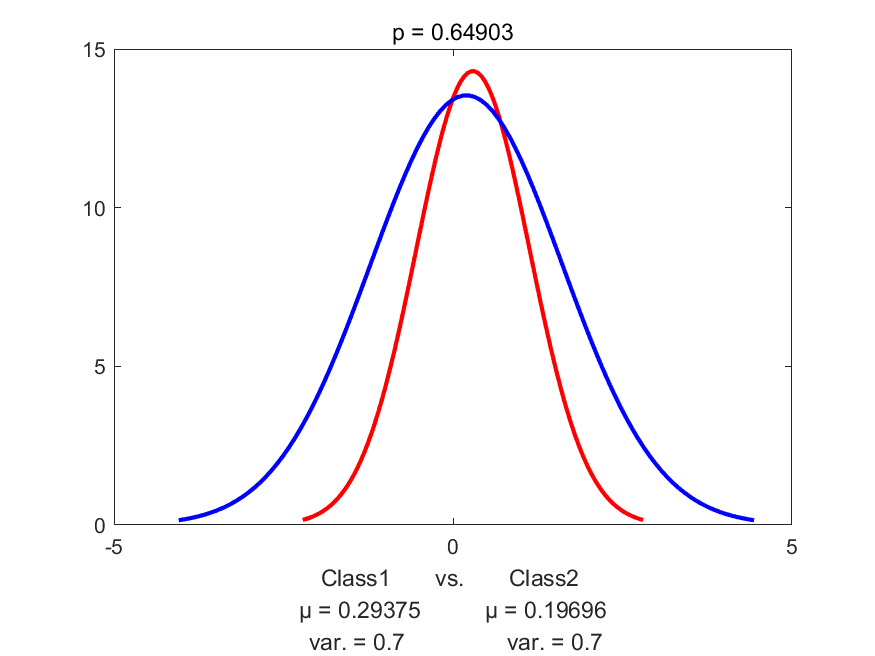 p = 0.64903
15
10
5
0
-5 0 5
Class1 vs. Class2
μ = 0.29375 μ = 0.19696
var. = 0.7 var. = 0.7